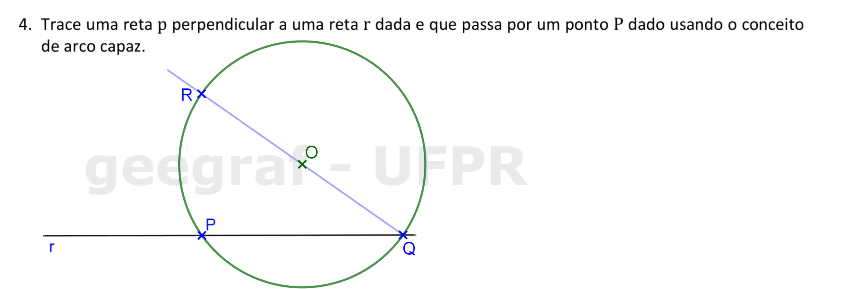 4. Trace uma reta p perpendicular a uma reta r dada e que passa por um ponto P dado usando o conceito
de arco capaz.
R
O
geegraf - UFPR
P
r
Q